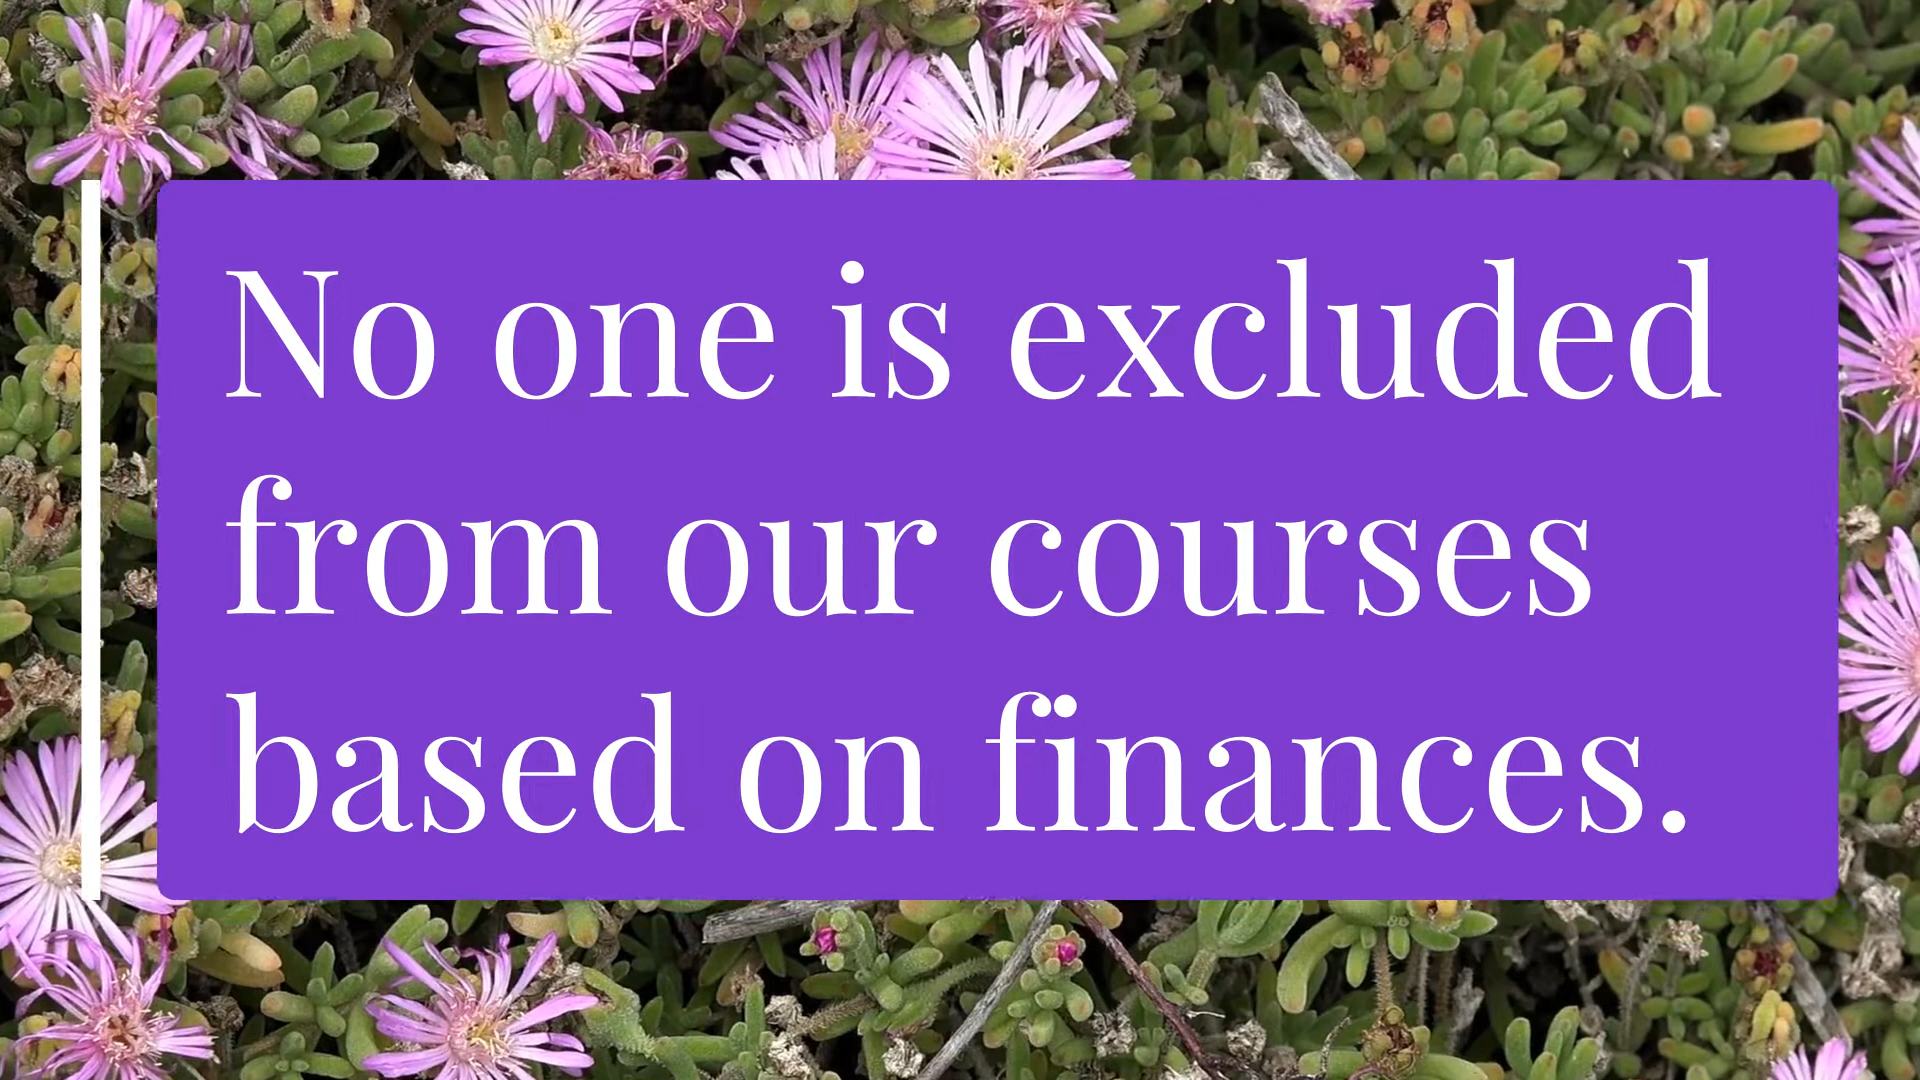 No one is excluded
from our courses
based on finances.